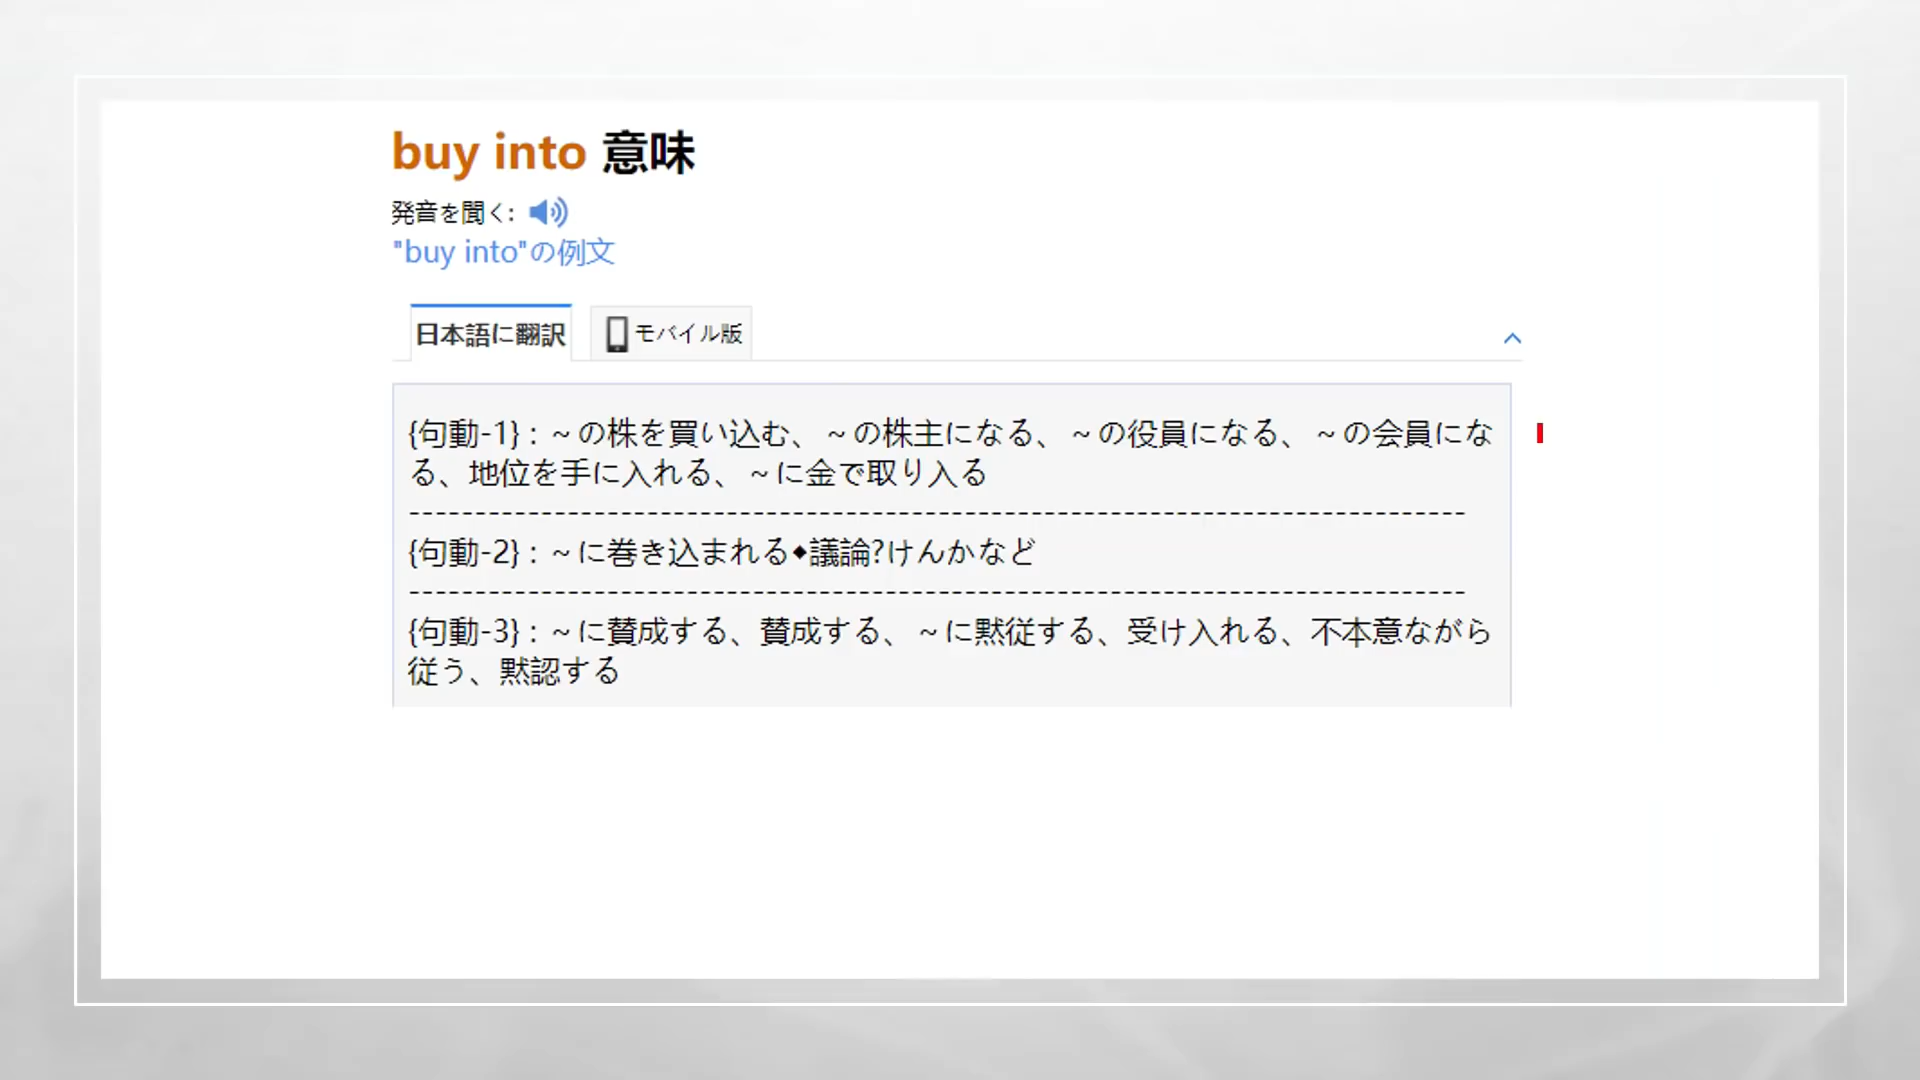 buy into 意味
発音を聞く:
"buy into"の例文
日本語に翻訳 モバイル版
{句動-1} : ~の株を買い込む、~の株主になる、~の役員になる、~の会員にな
る、地位を手に入れる、~に金で取り入る
--------------------------------------------------------------------------------
{句動-2} : ~に巻き込まれる◆議論?けんかなど
--------------------------------------------------------------------------------
{句動-3} : ~に賛成する、賛成する、~に黙従する、受け入れる、不本意ながら
従う、黙認する